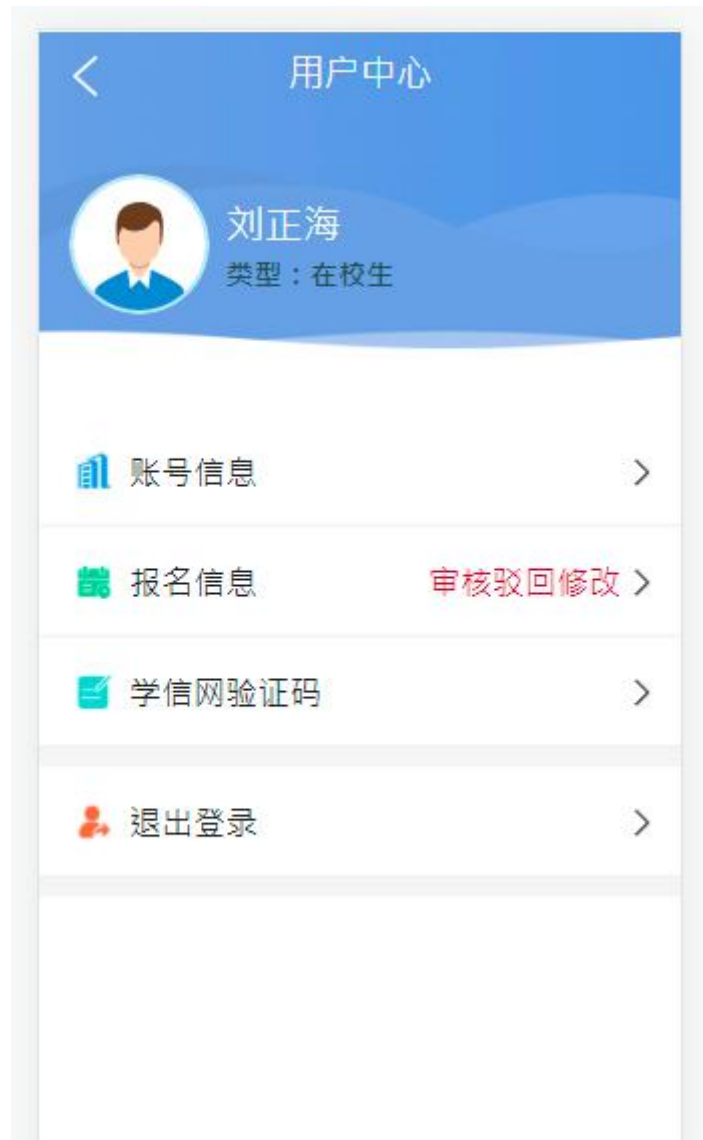 用户中心
刘正海
类型：在校生
账号信息
报名信息 审核驳回修改
学信网验证码
退出登录